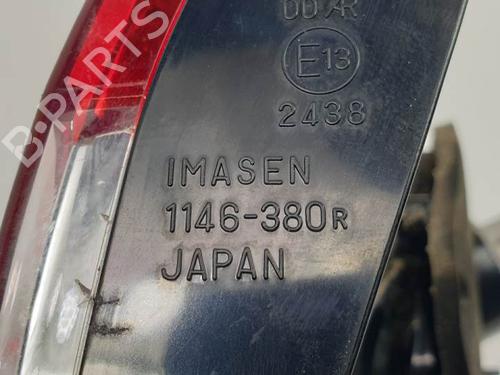 E13
2438
IMASEN
1146-380R
JAPAN
B-PARTS